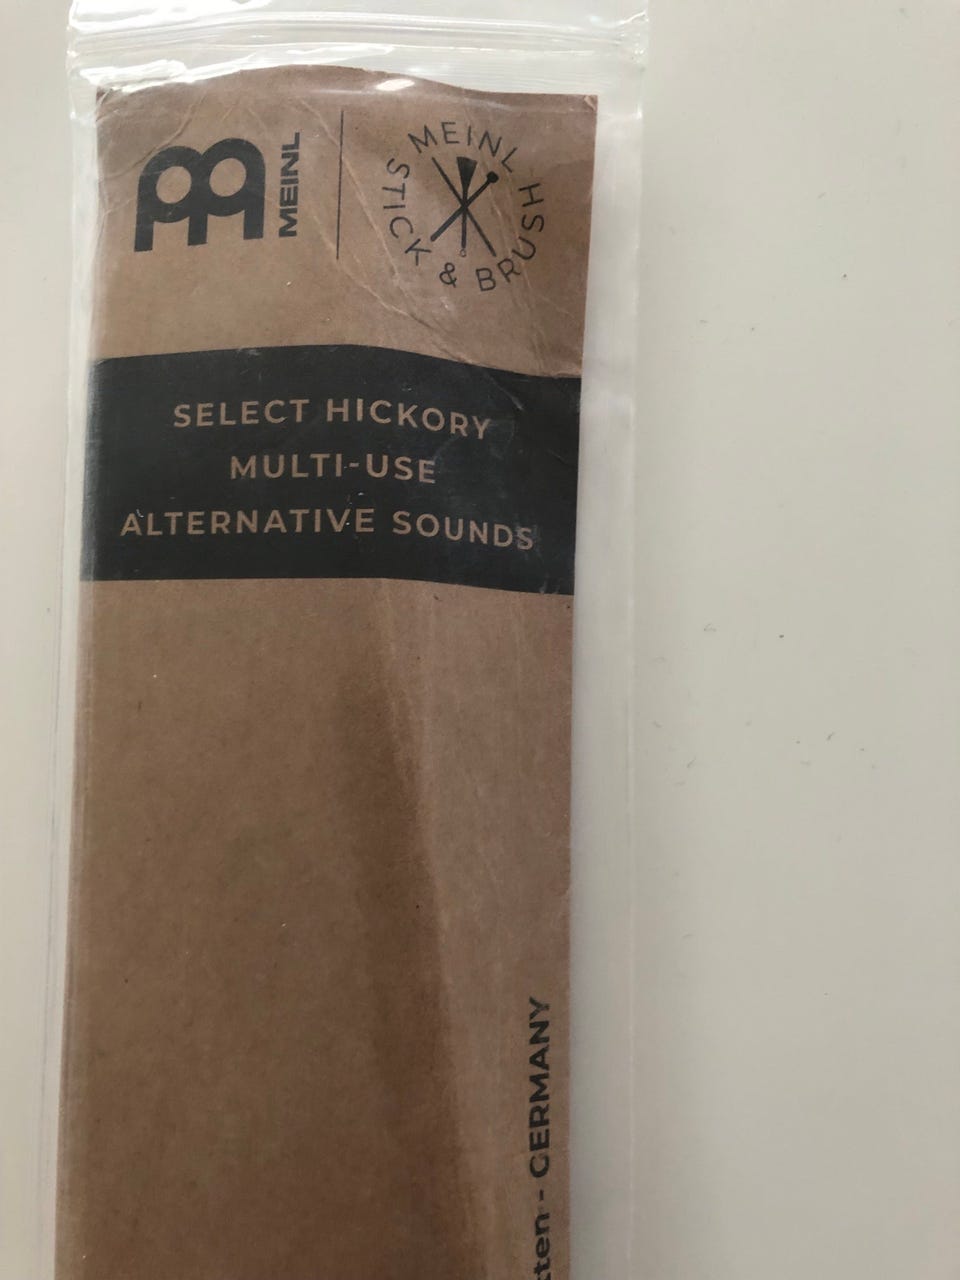 MEINL
MEINL STICK & BRUSH
SELECT HICKORY
MULTI-USE
ALTERNATIVE SOUNDS
- GERMANY